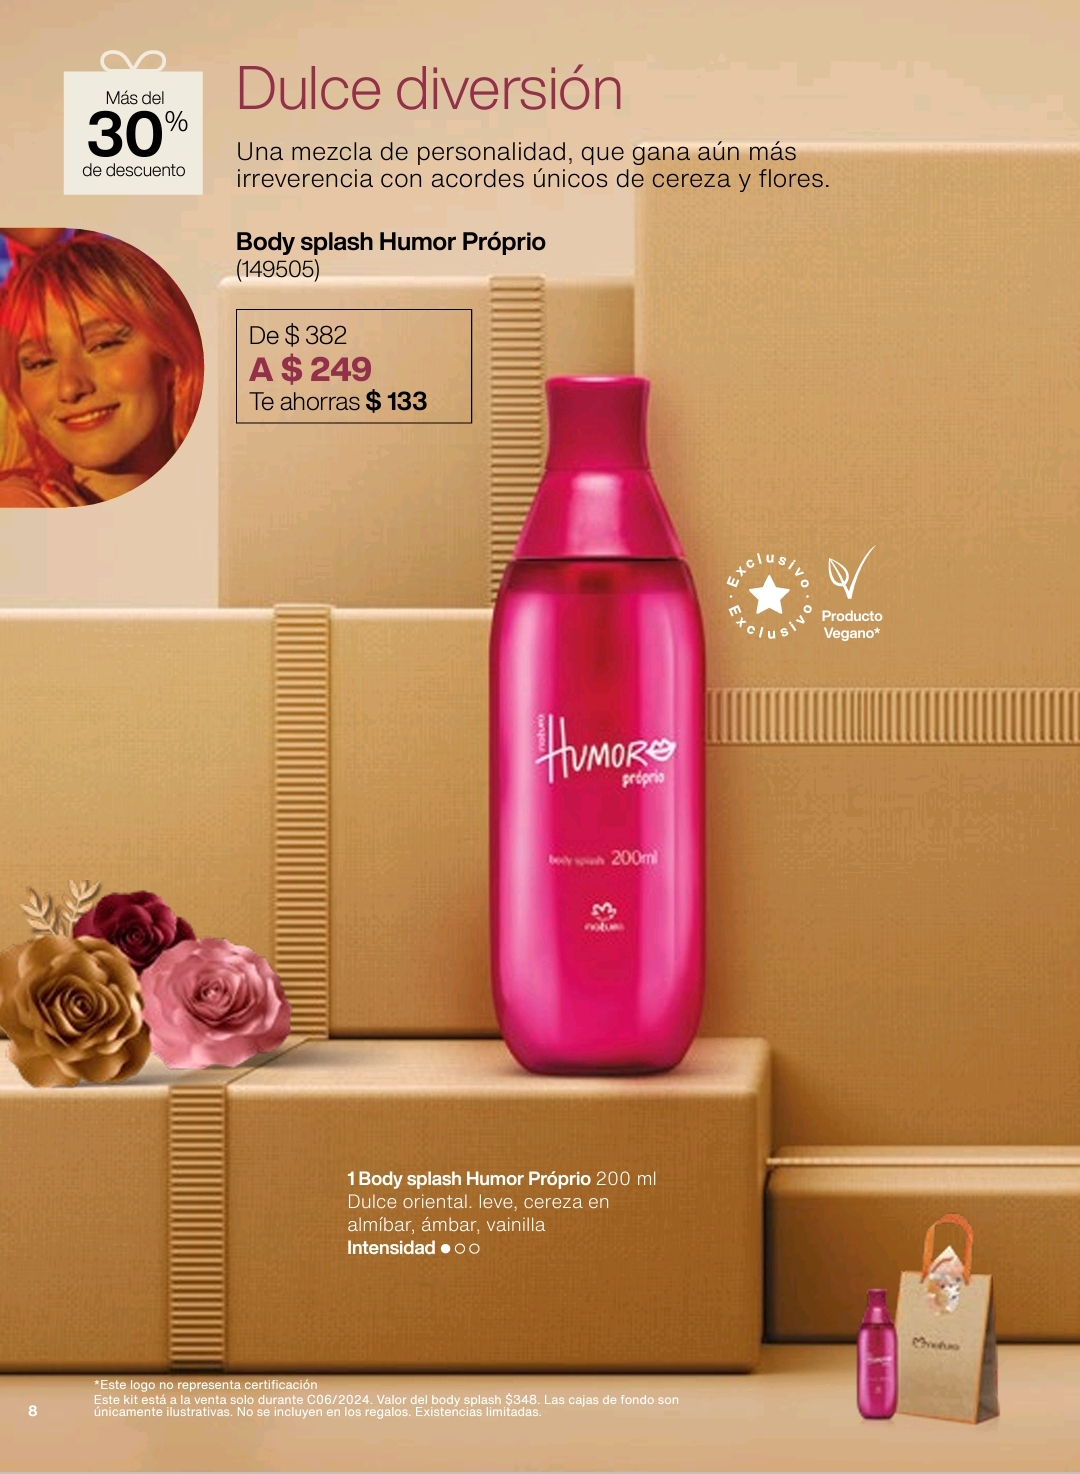 Más del
30%
de descuento
Dulce diversión
Una mezcla de personalidad, que gana aún más
irreverencia con acordes únicos de cereza y flores.
Body splash Humor Próprio
(149505)
De $ 382
A $ 249
Te ahorras $ 133
· Exclusivo · Exclusivo
Producto
Vegano*
natura
HUMOR
próprio
body splash 200ml
natura
1 Body splash Humor Próprio 200 ml
Dulce oriental. leve, cereza en
almíbar, ámbar, vainilla
Intensidad
natura
*Este logo no representa certificación
Este kit está a la venta solo durante C06/2024. Valor del body splash $348. Las cajas de fondo son
únicamente ilustrativas. No se incluyen en los regalos. Existencias limitadas.
8